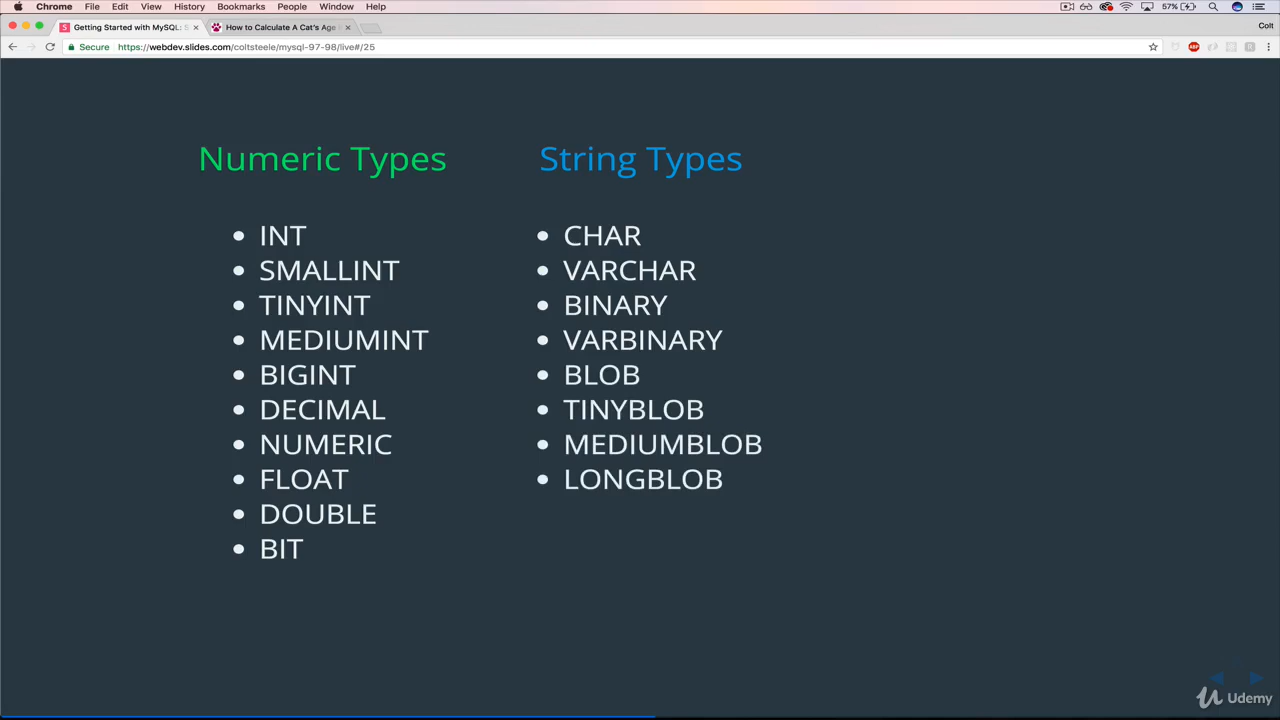 Chrome File Edit View History Bookmarks People Window Help 57%
Getting Started with MySQL: S How to Calculate A Cat's Age Colt
Secure https://webdev.slides.com/coltsteele/mysql-97-98/live#/25
ABP
Numeric Types
INT
SMALLINT
TINYINT
MEDIUMINT
BIGINT
DECIMAL
NUMERIC
FLOAT
DOUBLE
BIT
String Types
CHAR
VARCHAR
BINARY
VARBINARY
BLOB
TINYBLOB
MEDIUMBLOB
LONGBLOB
Udemy